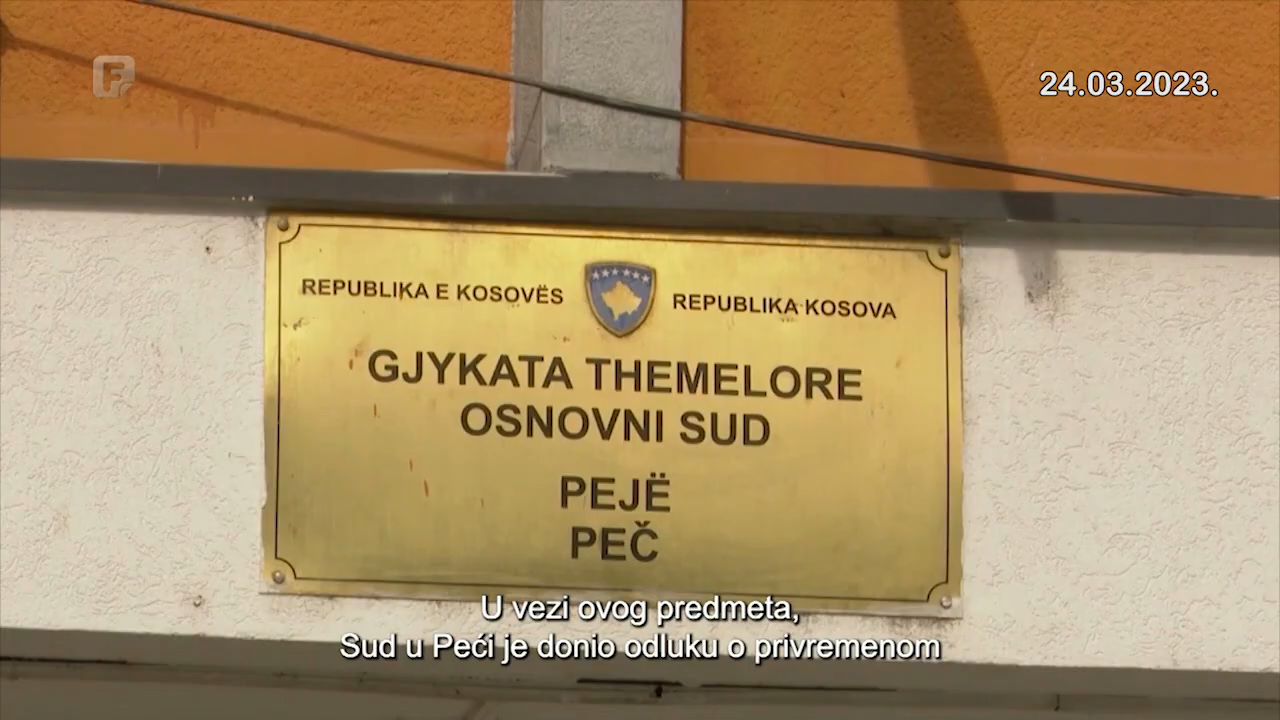 F
24.03.2023.
REPUBLIKA E KOSOVËS
REPUBLIKA KOSOVA
GJYKATA THEMELORE
OSNOVNI SUD
PEJË
PEČ
U vezi ovog predmeta,
Sud u Peći je donio odluku o privremenom